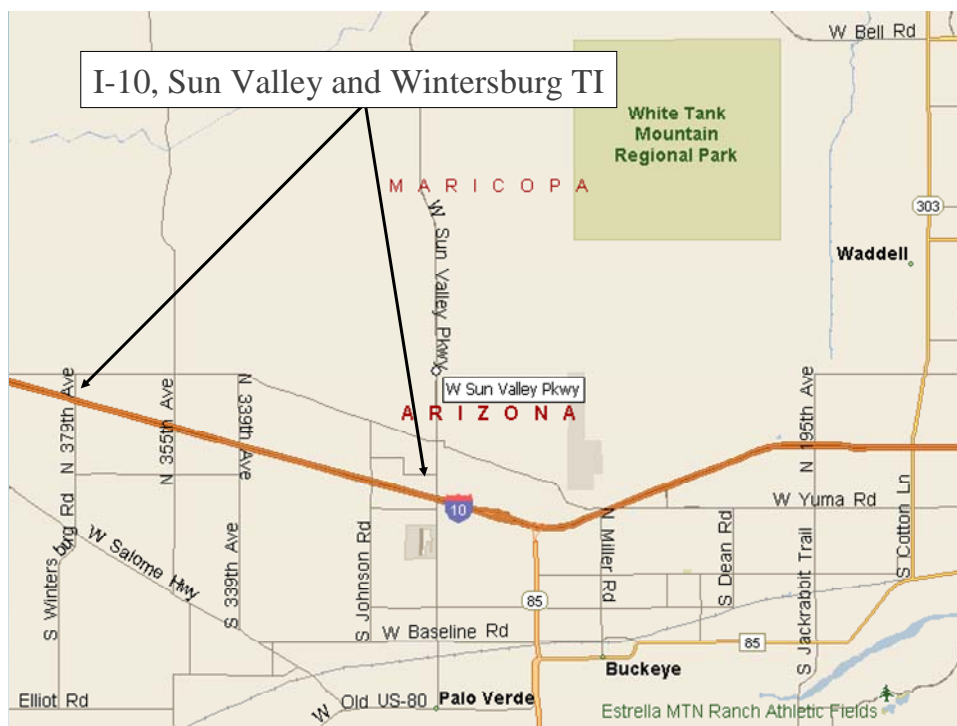 W Bell Rd
I-10, Sun Valley and Wintersburg TI
White Tank
Mountain
Regional Park
MARICOPA
303
W Sun Valley Pkwy
Waddell
W Sun Valley Pkwy
ARIZONA
N 379th Ave
N 355th Ave
N 339th Ave
N 195th Ave
10
W Yuma Rd
S Cotton Ln
S Wintersburg Rd
W Salome Hwy
S 339th Ave
S Johnson Rd
N Miller Rd
S Dean Rd
S Jackrabbit Trail
85
W Baseline Rd
85
Buckeye
Elliot Rd
W
Old US-80
Palo Verde
Estrella MTN Ranch Athletic Fields